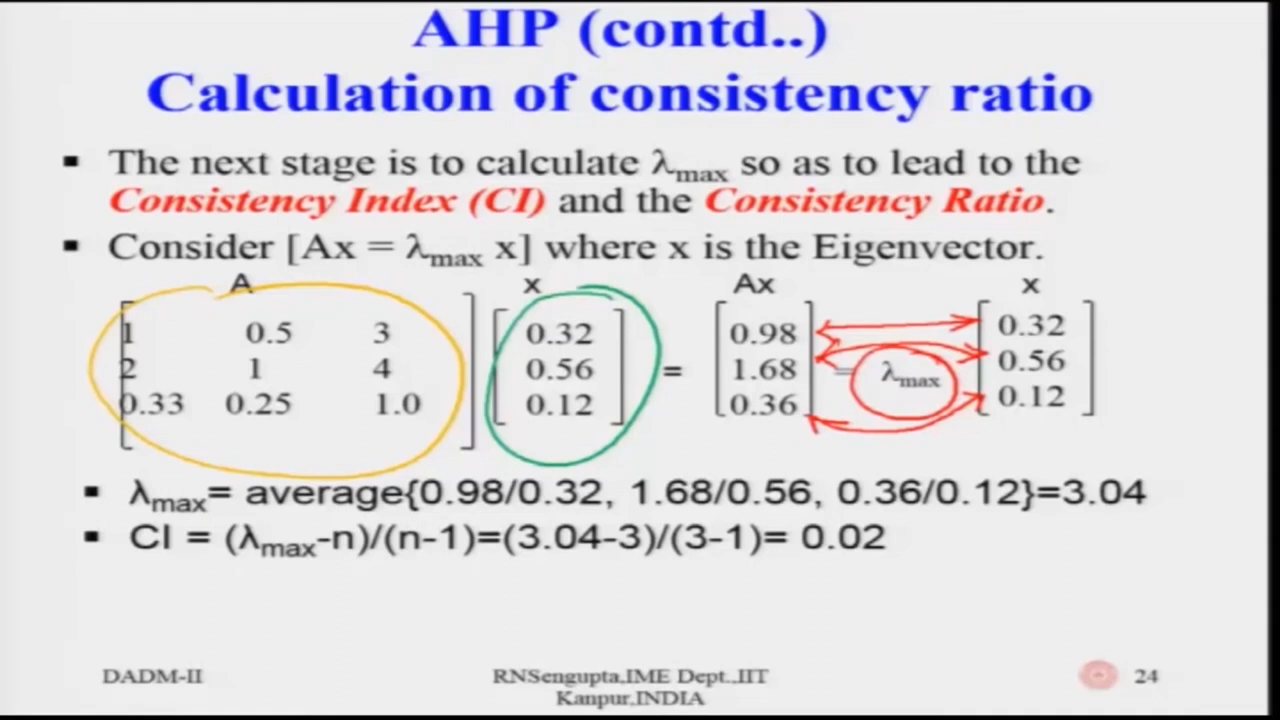 AHP (contd..)
Calculation of consistency ratio
▪ The next stage is to calculate λmax so as to lead to the
Consistency Index (CI) and the Consistency Ratio.
▪ Consider [Ax = λmax x] where x is the Eigenvector.
A x Ax x
1 0.5 3 0.32 0.98 0.32
2 1 4 0.56 = 1.68 = λmax 0.56
0.33 0.25 1.0 0.12 0.36 0.12
▪ λmax= average{0.98/0.32, 1.68/0.56, 0.36/0.12}=3.04
▪ CI = (λmax-n)/(n-1)=(3.04-3)/(3-1)= 0.02
DADM-II RNSengupta,IME Dept.,IIT 24
Kanpur,INDIA